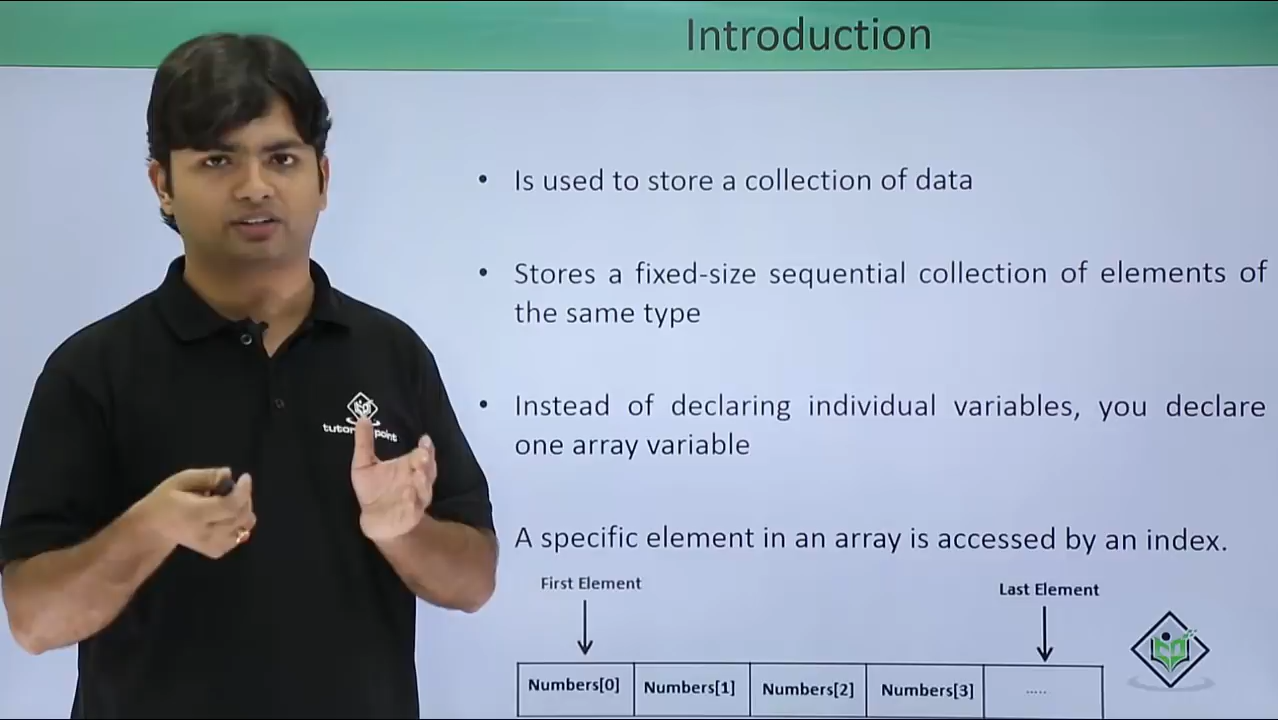 Introduction
• Is used to store a collection of data
• Stores a fixed-size sequential collection of elements of
the same type
• Instead of declaring individual variables, you declare
one array variable
A specific element in an array is accessed by an index.
First Element
Last Element
Numbers[0] Numbers[1] Numbers[2] Numbers[3] .....